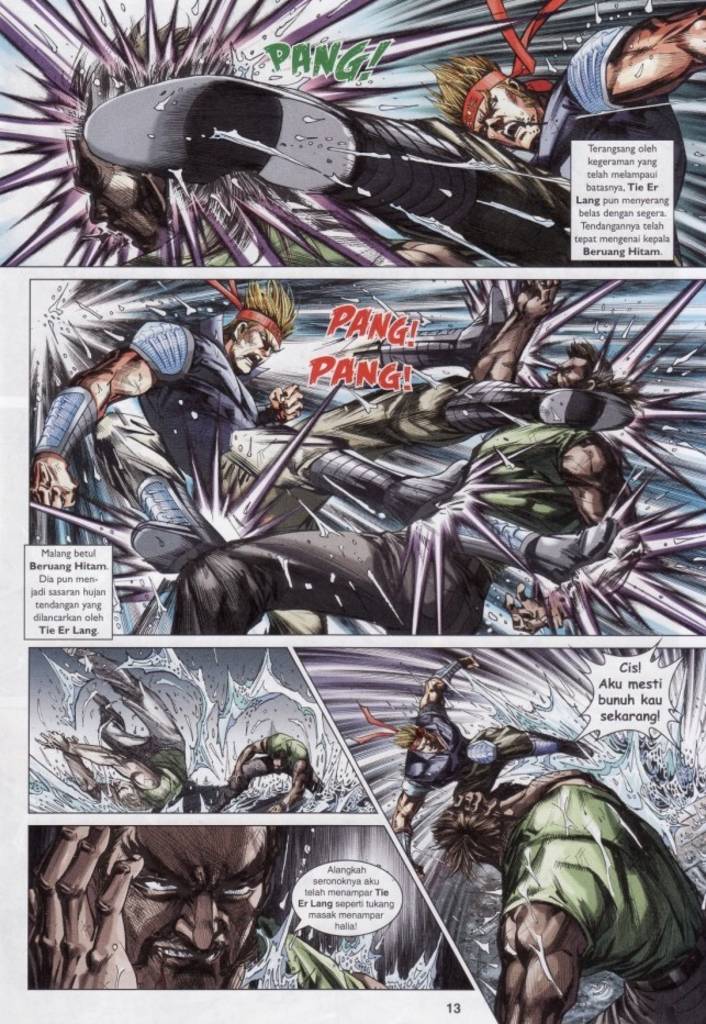 PANG!
Terangsang oleh
kegeraman yang
telah melampaui
batasnya, Tie Er
Lang pun menyerang
belas dengan segera.
Tendangannya telah
tepat mengenai kepala
Beruang Hitam.
PANG!
PANG!
Malang betul
Beruang Hitam.
Dia pun men-
jadi sasaran hujan
tendangan yang
dilancarkan oleh
Tie Er Lang.
Cis!
Aku mesti
bunuh kau
sekarang!
Alangkah
seronoknya aku
telah menampar Tie
Er Lang seperti tukang
masak menampar
halia!
13